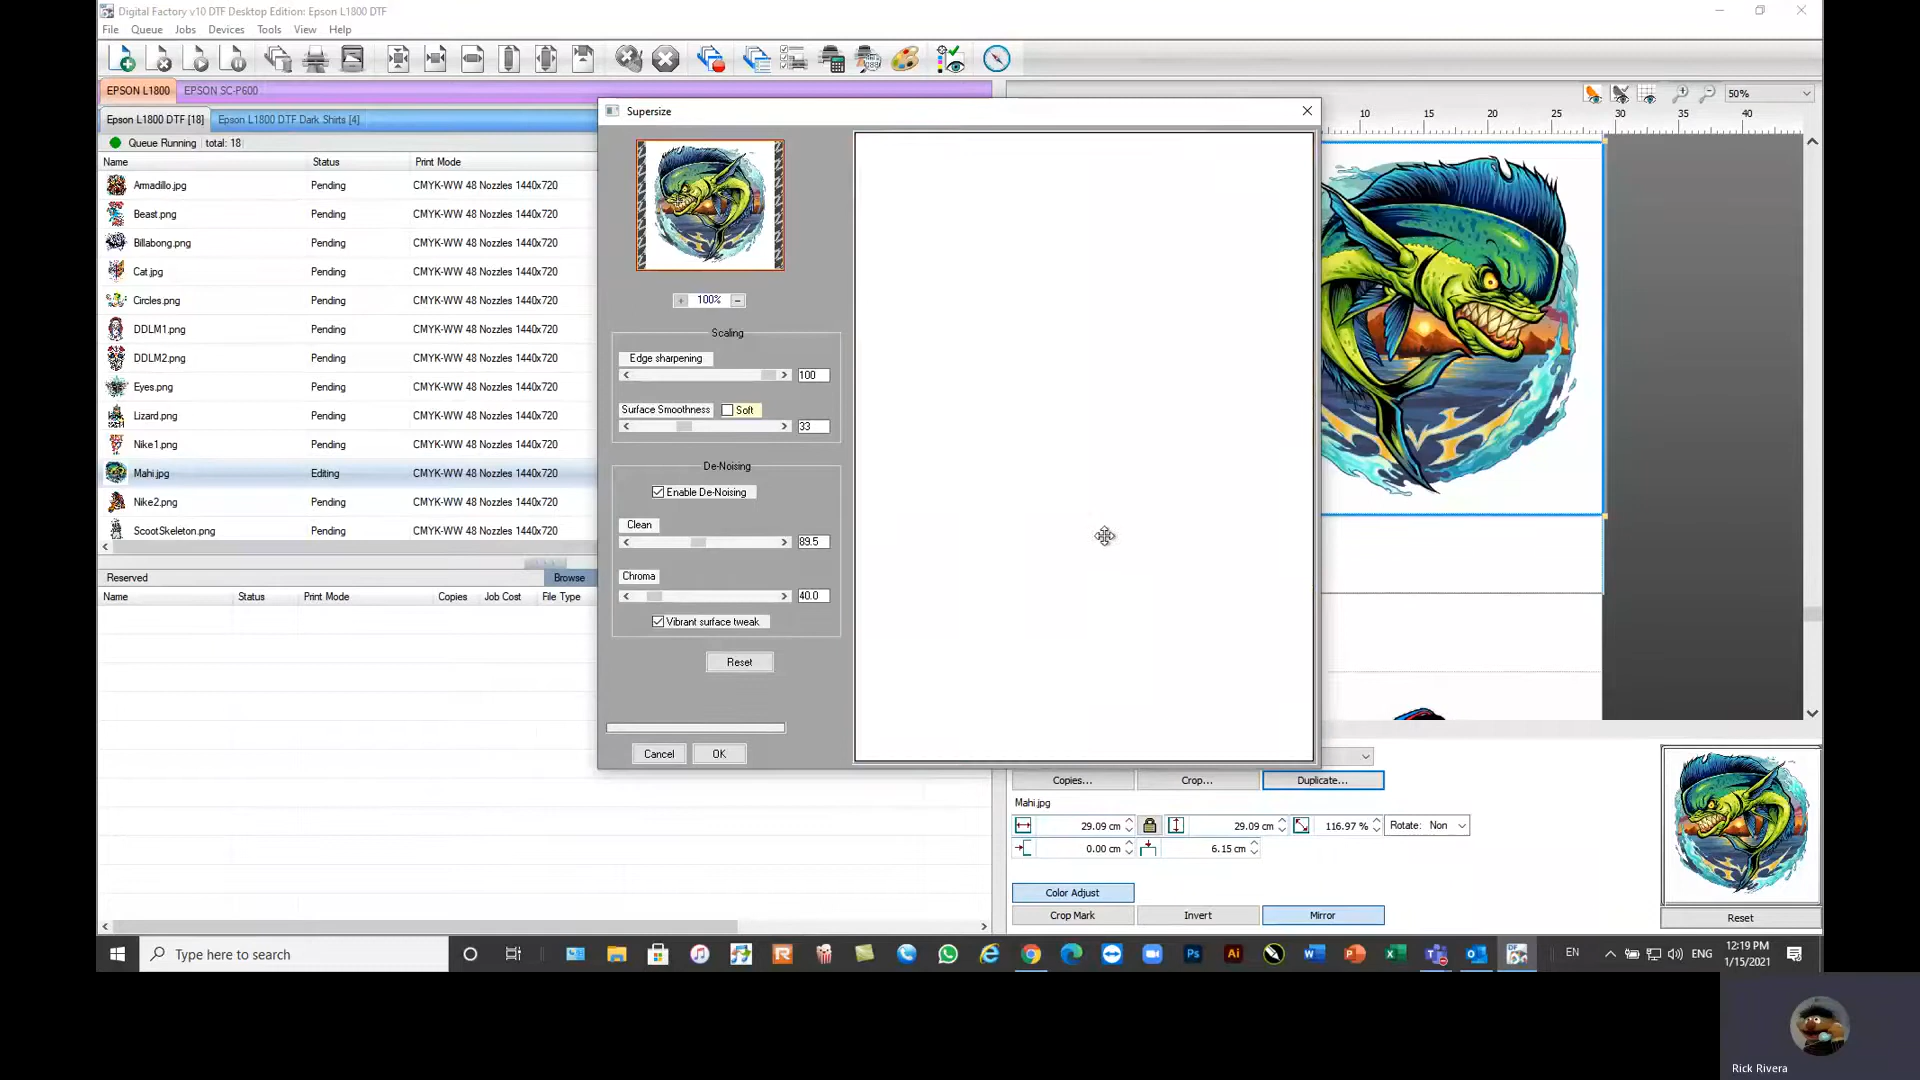 Digital Factory v10 DTF Desktop Edition: Epson L1800 DTF
File Queue Jobs Devices Tools View Help
EPSON L1800 EPSON SC-P600
Epson L1800 DTF [18] Epson L1800 DTF Dark Shirts [4]
Queue Running total: 18
Name Status Print Mode
Armadillo.jpg Pending CMYK-WW 48 Nozzles 1440x720
Beast.png Pending CMYK-WW 48 Nozzles 1440x720
Billabong.png Pending CMYK-WW 48 Nozzles 1440x720
Cat.jpg Pending CMYK-WW 48 Nozzles 1440x720
Circles.png Pending CMYK-WW 48 Nozzles 1440x720
DDLM1.png Pending CMYK-WW 48 Nozzles 1440x720
DDLM2.png Pending CMYK-WW 48 Nozzles 1440x720
Eyes.png Pending CMYK-WW 48 Nozzles 1440x720
Lizard.png Pending CMYK-WW 48 Nozzles 1440x720
Nike1.png Pending CMYK-WW 48 Nozzles 1440x720
Mahi.jpg Editing CMYK-WW 48 Nozzles 1440x720
Nike2.png Pending CMYK-WW 48 Nozzles 1440x720
ScootSkeleton.png Pending CMYK-WW 48 Nozzles 1440x720
Reserved Browse
Name Status Print Mode Copies Job Cost File Type
Supersize
100%
Scaling
Edge sharpening
100
Surface Smoothness Soft
33
De-Noising
Enable De-Noising
Clean
89.5
Chroma
40.0
Vibrant surface tweak
Reset
Cancel OK
50%
10 15 20 25 30 35 40
Copies... Crop... Duplicate...
Mahi.jpg
29.09 cm 29.09 cm 116.97 % Rotate: Non
0.00 cm 6.15 cm
Color Adjust
Crop Mark Invert Mirror
Reset
Type here to search
EN ENG 12:19 PM
1/15/2021
Rick Rivera